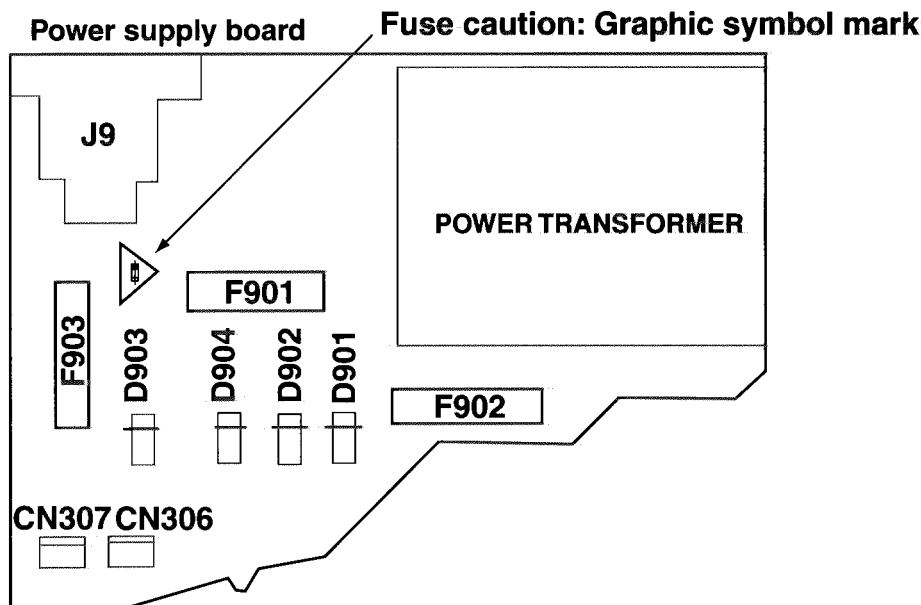 Power supply board
Fuse caution: Graphic symbol mark
J9
POWER TRANSFORMER
F901
F903
D903
D904
D902
D901
F902
CN307
CN306